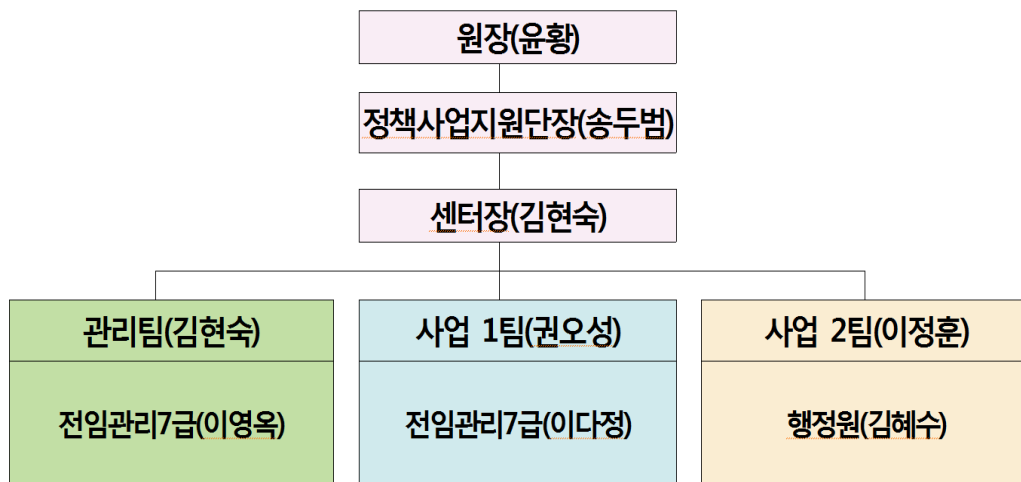 원장(윤황)
정책사업지원단장(송두범)
센터장(김현숙)
관리팀(김현숙)
사업 1팀(권오성)
사업 2팀(이정훈)
전임관리7급(이영옥)
전임관리7급(이다정)
행정원(김혜수)